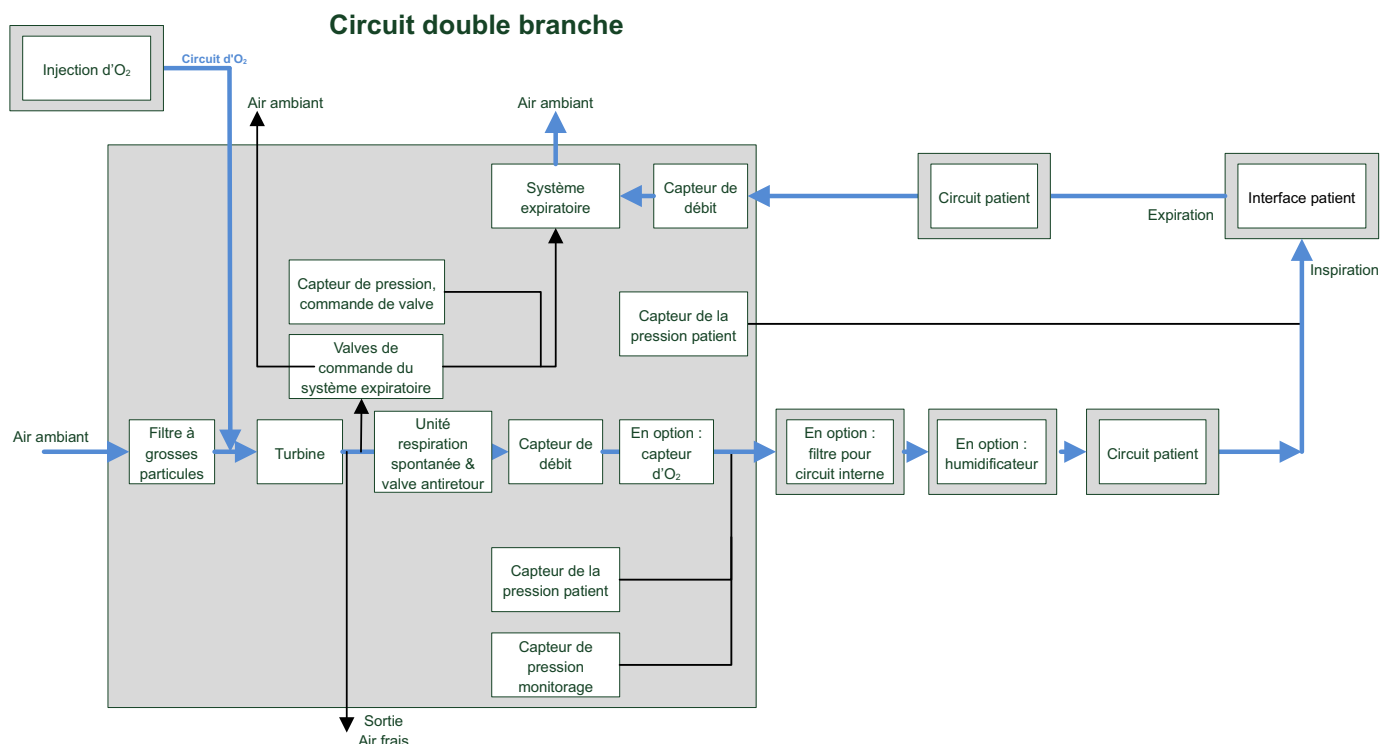 Circuit double branche
Injection d'O₂
Circuit d'O₂
Air ambiant
Air ambiant
Système
expiratoire
Capteur de
débit
Circuit patient
Interface patient
Expiration
Inspiration
Capteur de pression,
commande de valve
Capteur de la
pression patient
Valves de
commande du
système expiratoire
Air ambiant
Filtre à
grosses
particules
Turbine
Unité
respiration
spontanée &
valve antiretour
Capteur de
débit
En option :
capteur
d'O₂
En option :
filtre pour
circuit interne
En option :
humidificateur
Circuit patient
Capteur de la
pression patient
Capteur de
pression
monitorage
Sortie
Air frais